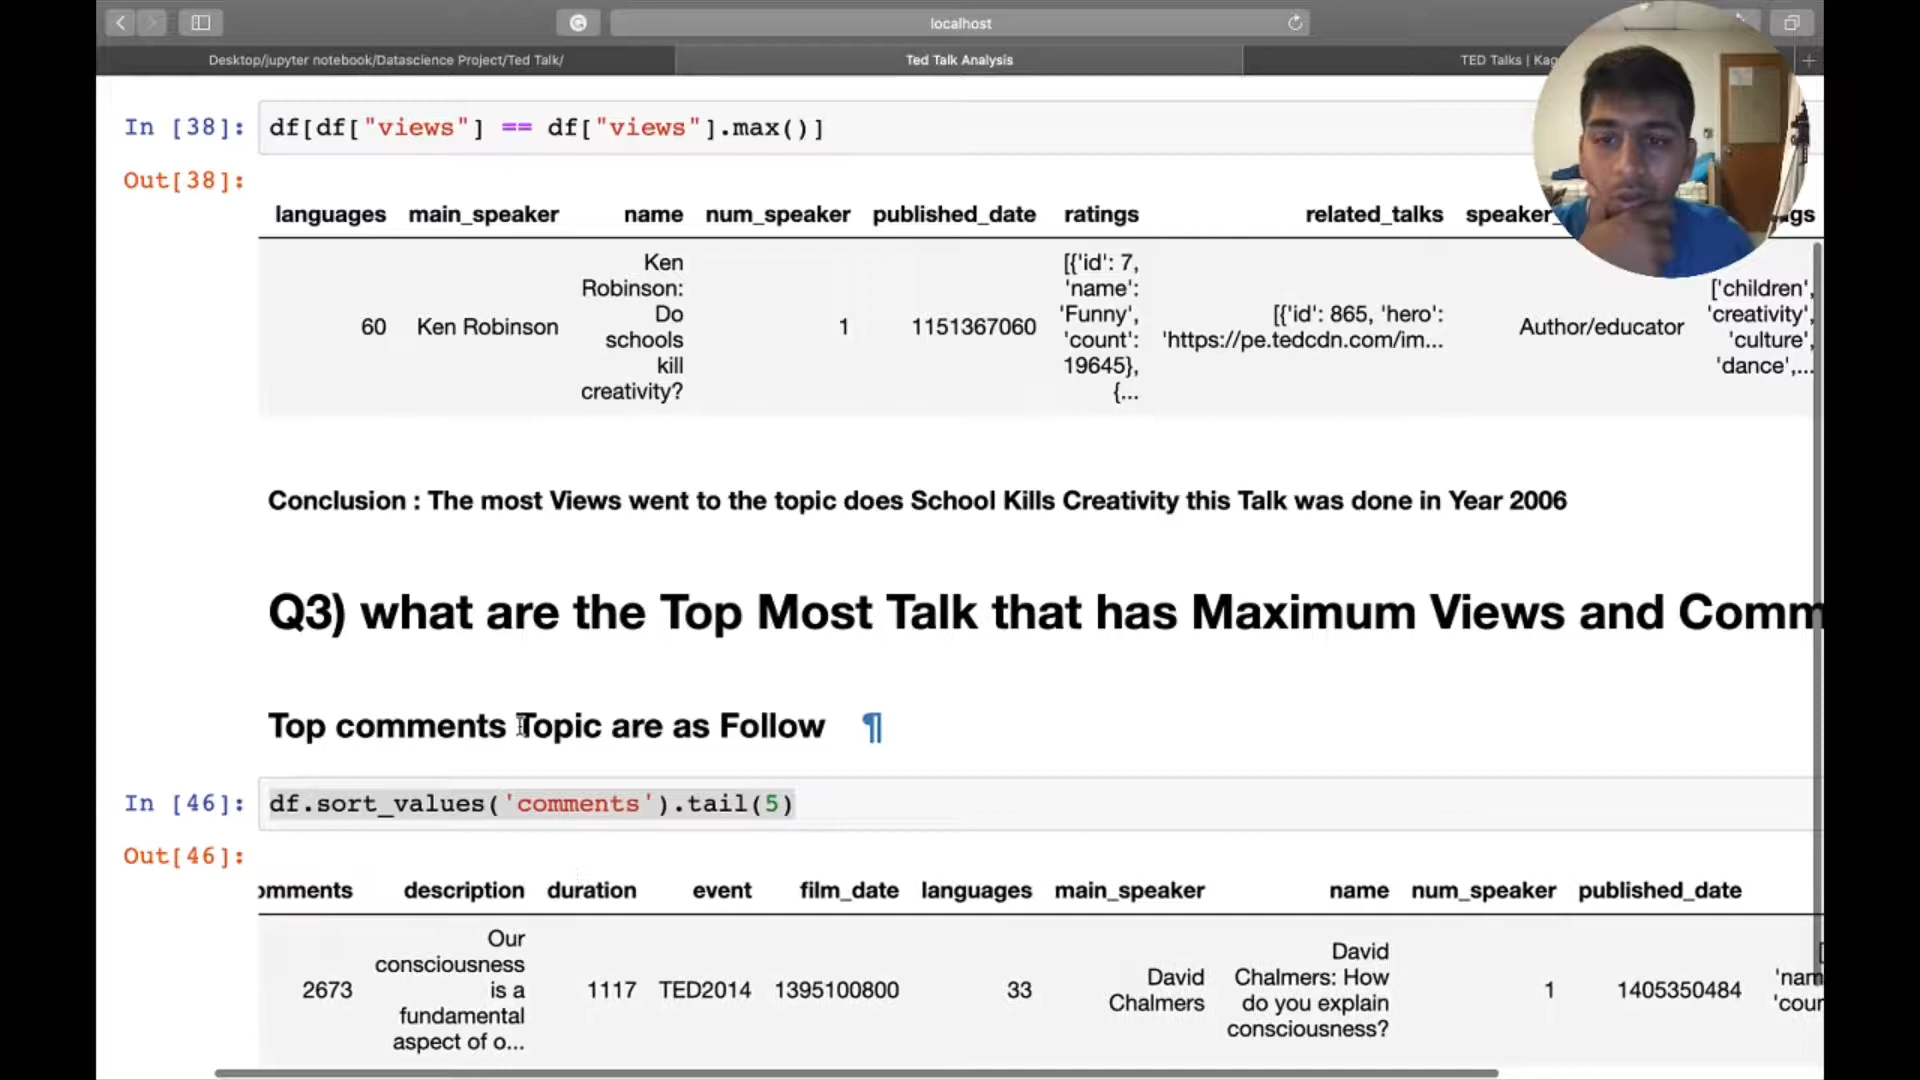 localhost
Desktop/jupyter notebook/Datascience Project/Ted Talk/
Ted Talk Analysis
TED Talks | Kag
In [38]: df[df["views"] == df["views"].max()]
Out[38]:
languages main_speaker name num_speaker published_date ratings related_talks speaker_ gs
60 Ken Robinson Ken Robinson: Do schools kill creativity? 1 1151367060 [{'id': 7, 'name': 'Funny', 'count': 19645}, {... [{'id': 865, 'hero': 'https://pe.tedcdn.com/im... Author/educator ['children', 'creativity', 'culture', 'dance',...
Conclusion : The most Views went to the topic does School Kills Creativity this Talk was done in Year 2006
Q3) what are the Top Most Talk that has Maximum Views and Comm
Top comments Topic are as Follow ¶
In [46]: df.sort_values('comments').tail(5)
Out[46]:
omments description duration event film_date languages main_speaker name num_speaker published_date
2673 Our consciousness is a fundamental aspect of o... 1117 TED2014 1395100800 33 David Chalmers David Chalmers: How do you explain consciousness? 1 1405350484 'nam 'cour